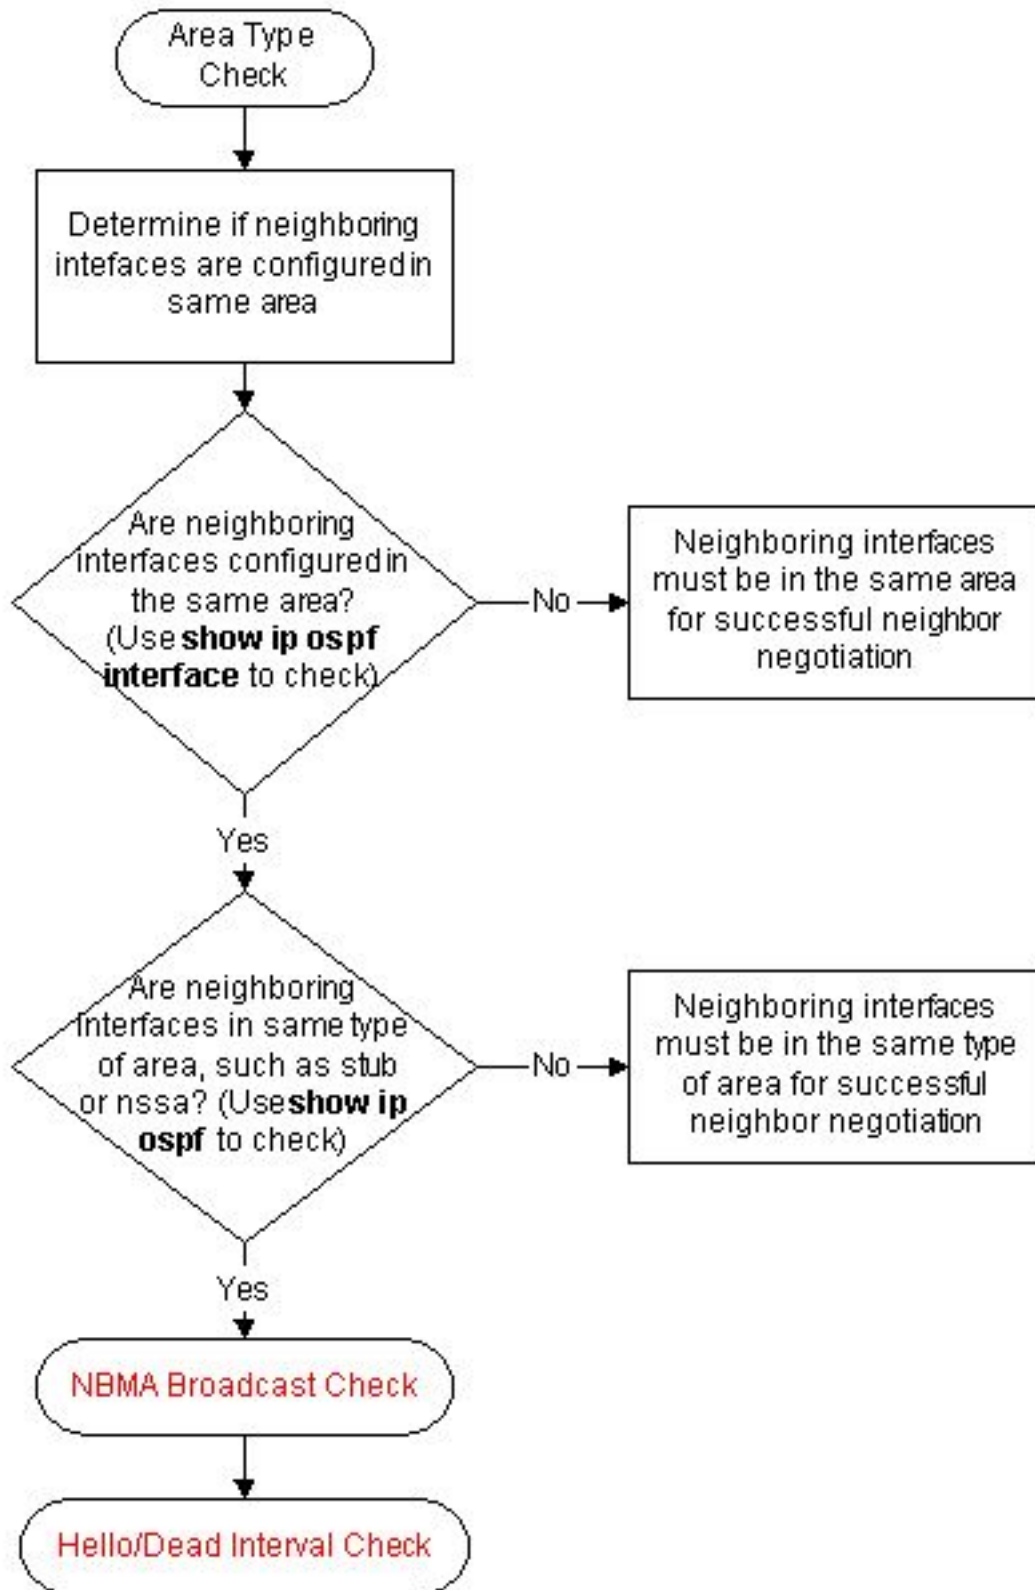 Area Type
Check
Determine if neighboring
intefaces are configured in
same area
Are neighboring
interfaces configured in
the same area?
(Use show ip ospf
interface to check)
No
Neighboring interfaces
must be in the same area
for successful neighbor
negotiation
Yes
Are neighboring
interfaces in same type
of area, such as stub
or nssa? (Use show ip
ospf to check)
No
Neighboring interfaces
must be in the same type
of area for successful
neighbor negotiation
Yes
NBMA Broadcast Check
Hello/Dead Interval Check